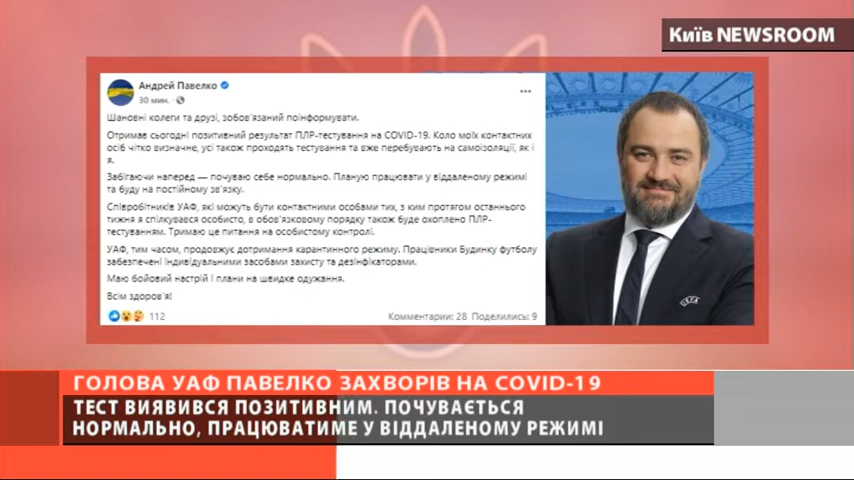 Київ NEWSROOM
Андрей Павелко
30 мин. ·
Шановні колеги та друзі, зобов'язаний поінформувати.
Отримав сьогодні позитивний результат ПЛР-тестування на COVID-19. Коло моїх контактних
осіб чітко визначне, усі також проходять тестування та вже перебувають на самоізоляції, як і
я.
Забігаючи наперед — почуваю себе нормально. Планую працювати у віддаленому режимі
та буду на постійному зв'язку.
Співробітників УАФ, які можуть бути контактними особами тих, з ким протягом останнього
тижня я спілкувався особисто, в обов'язковому порядку також буде охоплено ПЛР-
тестуванням. Тримаю це питання на особистому контролі.
УАФ, тим часом, продовжує дотримання карантинного режиму. Працівники Будинку футболу
забезпечені індивідуальними засобами захисту та дезінфікаторами.
Маю бойовий настрій і плани на швидке одужання.
Всім здоров'я!
112
Комментарии: 28 Поделились: 9
UEFA
ГОЛОВА УАФ ПАВЕЛКО ЗАХВОРІВ НА COVID-19
ТЕСТ ВИЯВИВСЯ ПОЗИТИВНИМ. ПОЧУВАЄТЬСЯ
НОРМАЛЬНО, ПРАЦЮВАТИМЕ У ВІДДАЛЕНОМУ РЕЖИМІ